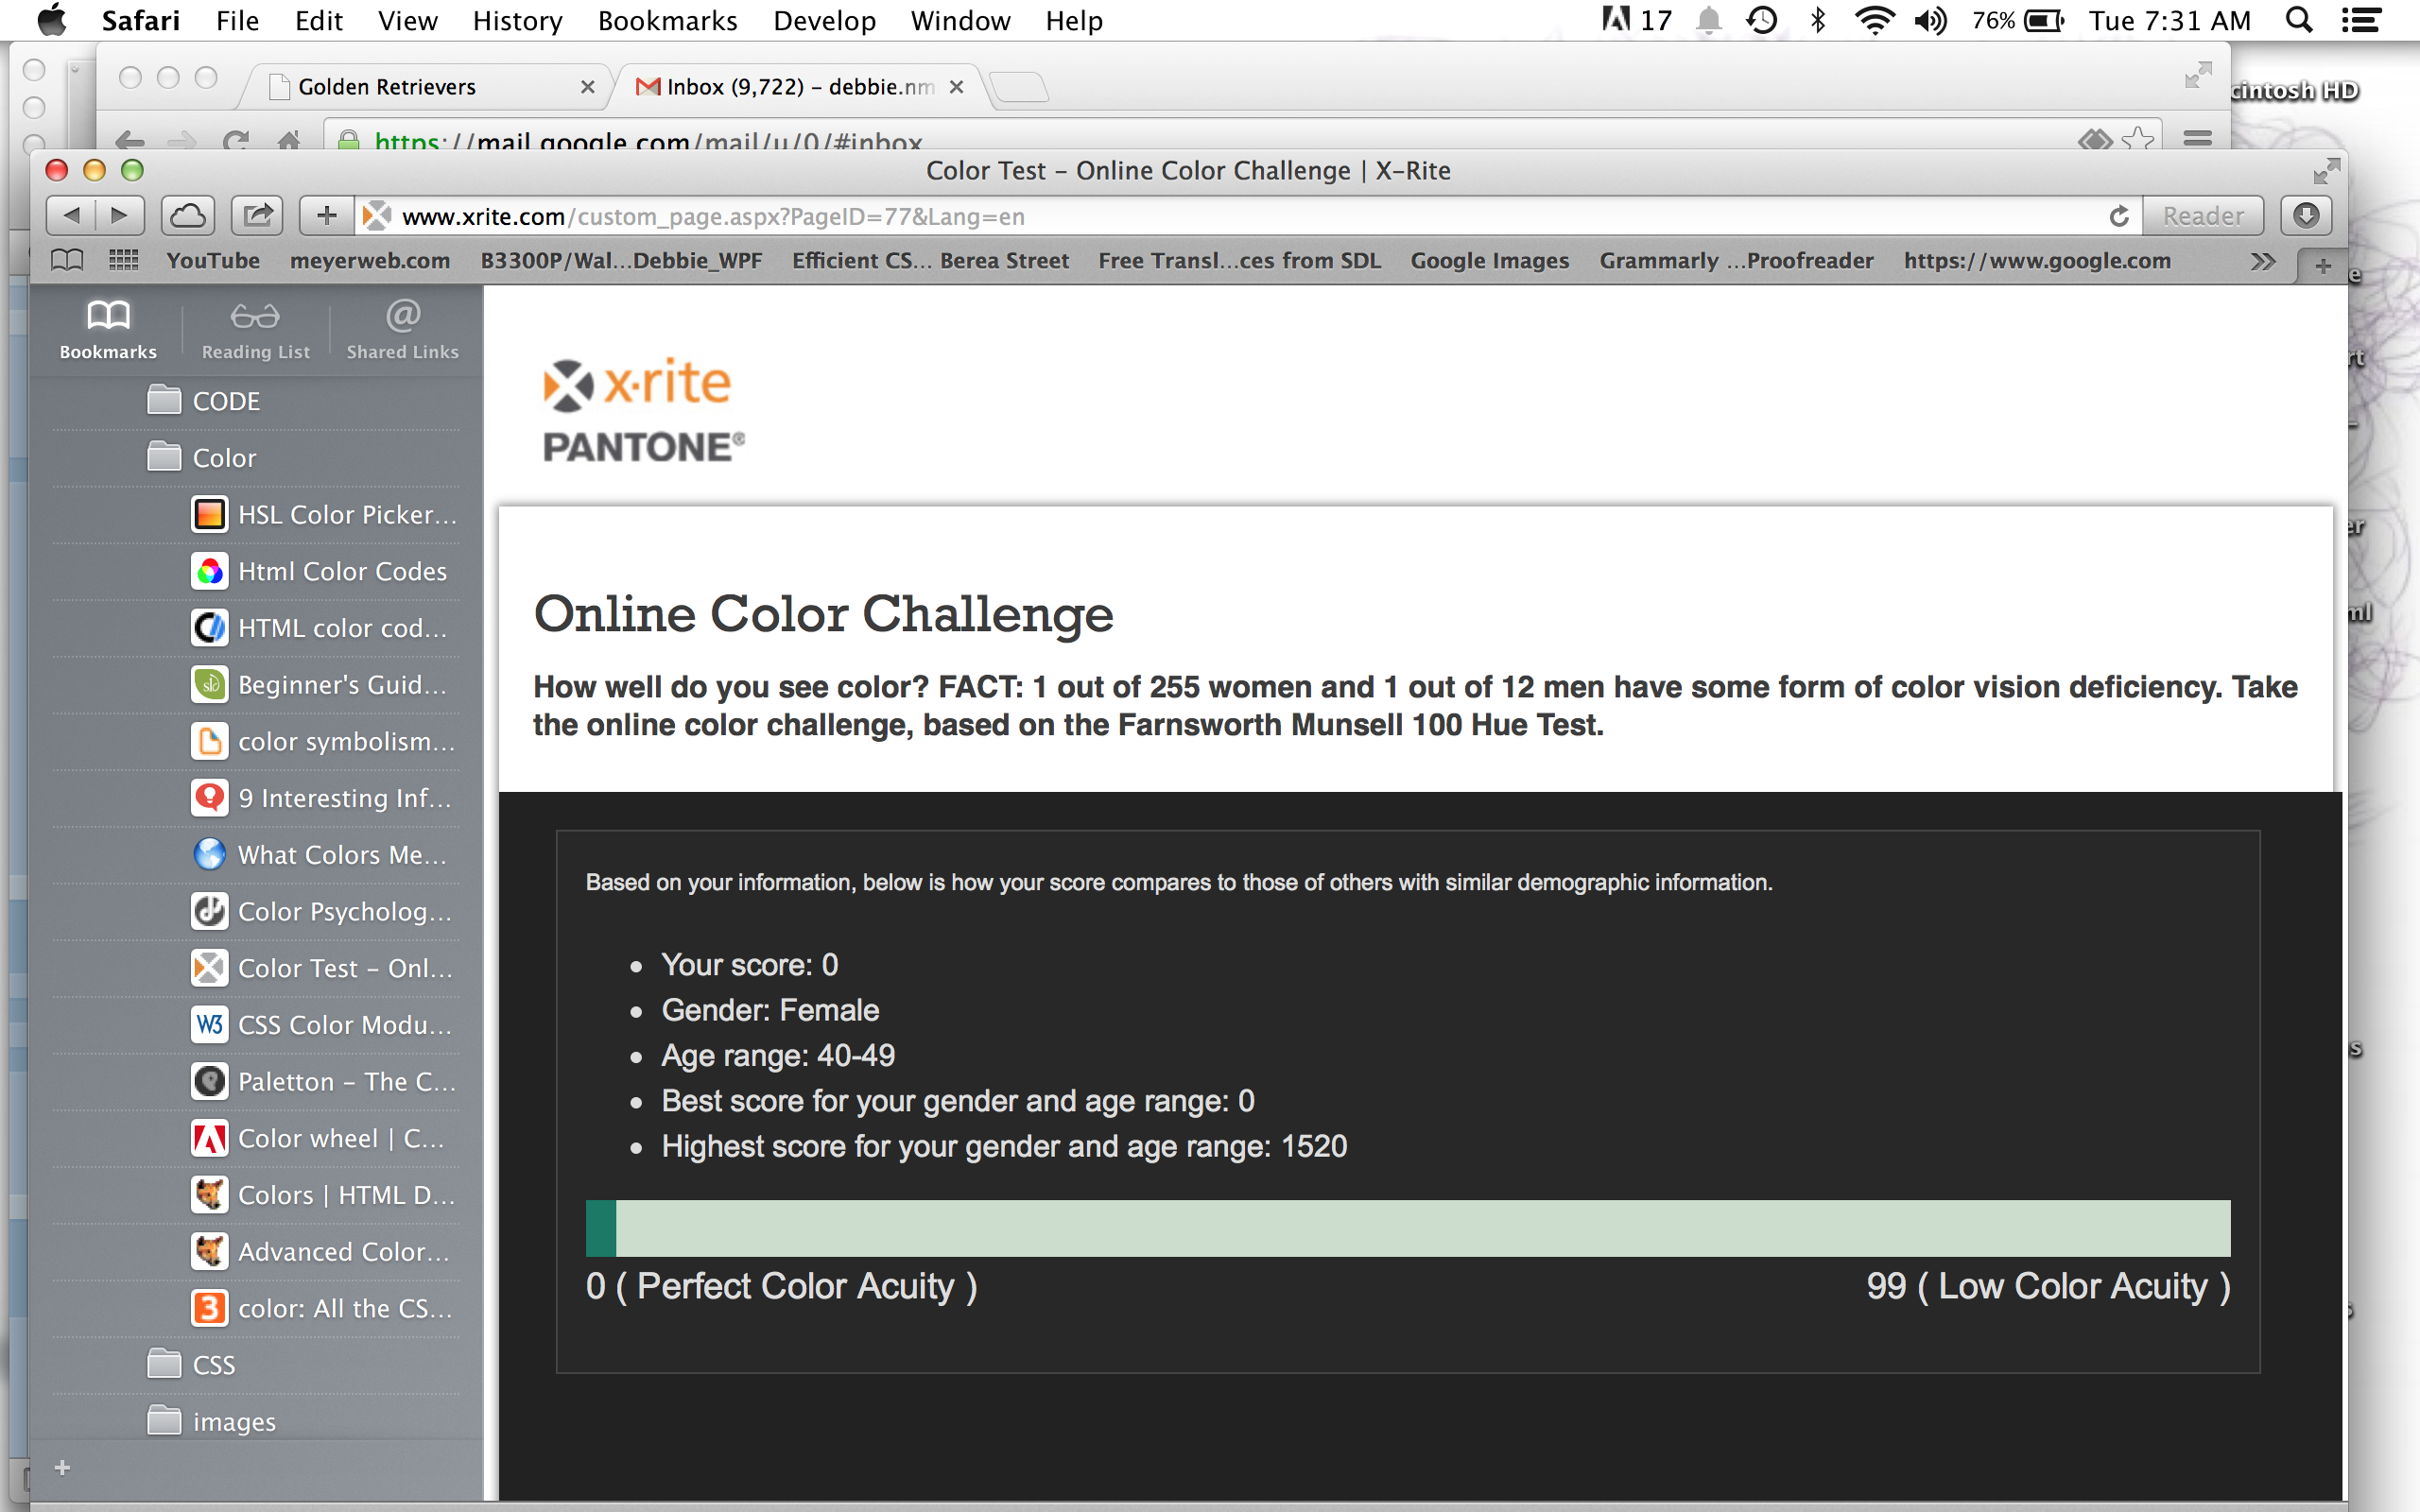 Safari File Edit View History Bookmarks Develop Window Help 17 76% Tue 7:31 AM
Golden Retrievers
Inbox (9,722) – debbie.nm
cintosh HD
https://mail.google.com/mail/u/0/#inbox
Color Test – Online Color Challenge | X-Rite
www.xrite.com/custom_page.aspx?PageID=77&Lang=en
Reader
YouTube meyerweb.com B3300P/Wal...Debbie_WPF Efficient CS... Berea Street Free Transl...ces from SDL Google Images Grammarly ...Proofreader https://www.google.com
Bookmarks
Reading List
Shared Links
CODE
Color
HSL Color Picker...
Html Color Codes
HTML color cod...
Beginner's Guid...
color symbolism...
9 Interesting Inf...
What Colors Me...
Color Psycholog...
Color Test – Onl...
CSS Color Modu...
Paletton – The C...
Color wheel | C...
Colors | HTML D...
Advanced Color...
color: All the CS...
CSS
images
x·rite
PANTONE®
Online Color Challenge
How well do you see color? FACT: 1 out of 255 women and 1 out of 12 men have some form of color vision deficiency. Take
the online color challenge, based on the Farnsworth Munsell 100 Hue Test.
Based on your information, below is how your score compares to those of others with similar demographic information.
• Your score: 0
• Gender: Female
• Age range: 40-49
• Best score for your gender and age range: 0
• Highest score for your gender and age range: 1520
0 ( Perfect Color Acuity )
99 ( Low Color Acuity )